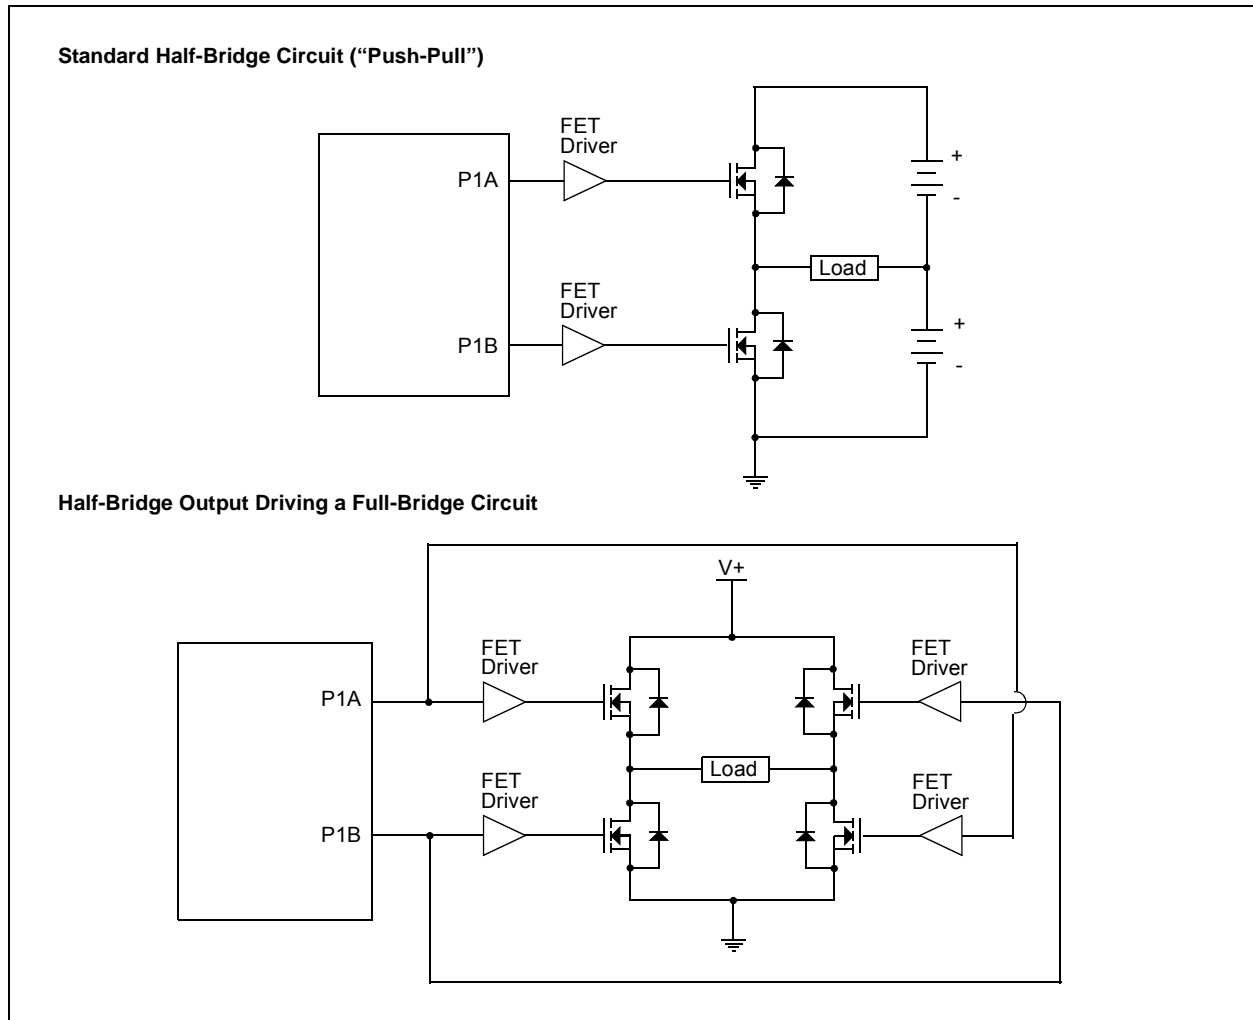 Standard Half-Bridge Circuit (“Push-Pull”)
FET
Driver
P1A
+
-
Load
FET
Driver
P1B
+
-
Half-Bridge Output Driving a Full-Bridge Circuit
V+
FET
Driver
FET
Driver
P1A
Load
FET
Driver
FET
Driver
P1B